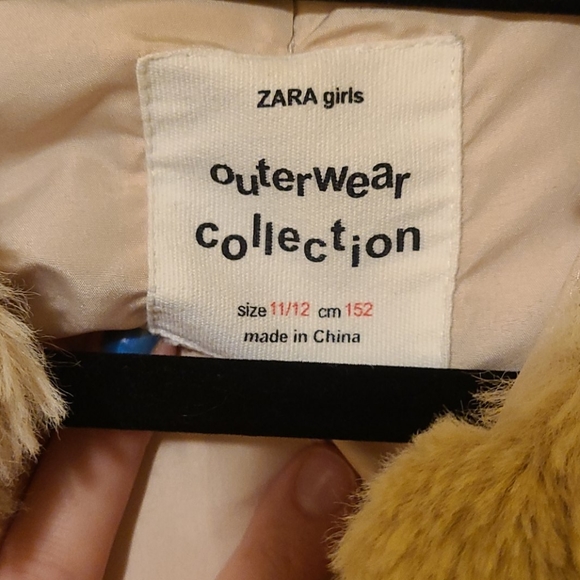 ZARA girls
outerwear
collection
size 11/12 cm 152
made in China